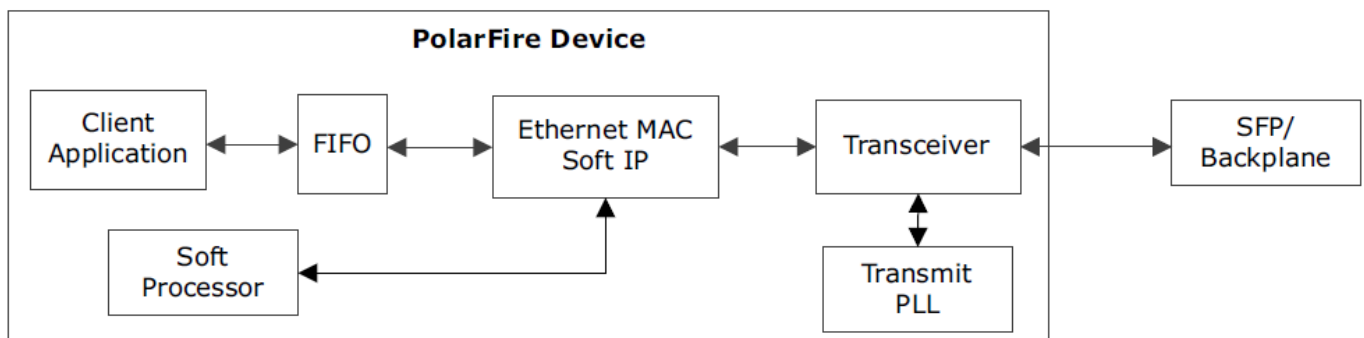 PolarFire Device
Client
Application
FIFO
Ethernet MAC
Soft IP
Transceiver
SFP/
Backplane
Soft
Processor
Transmit
PLL